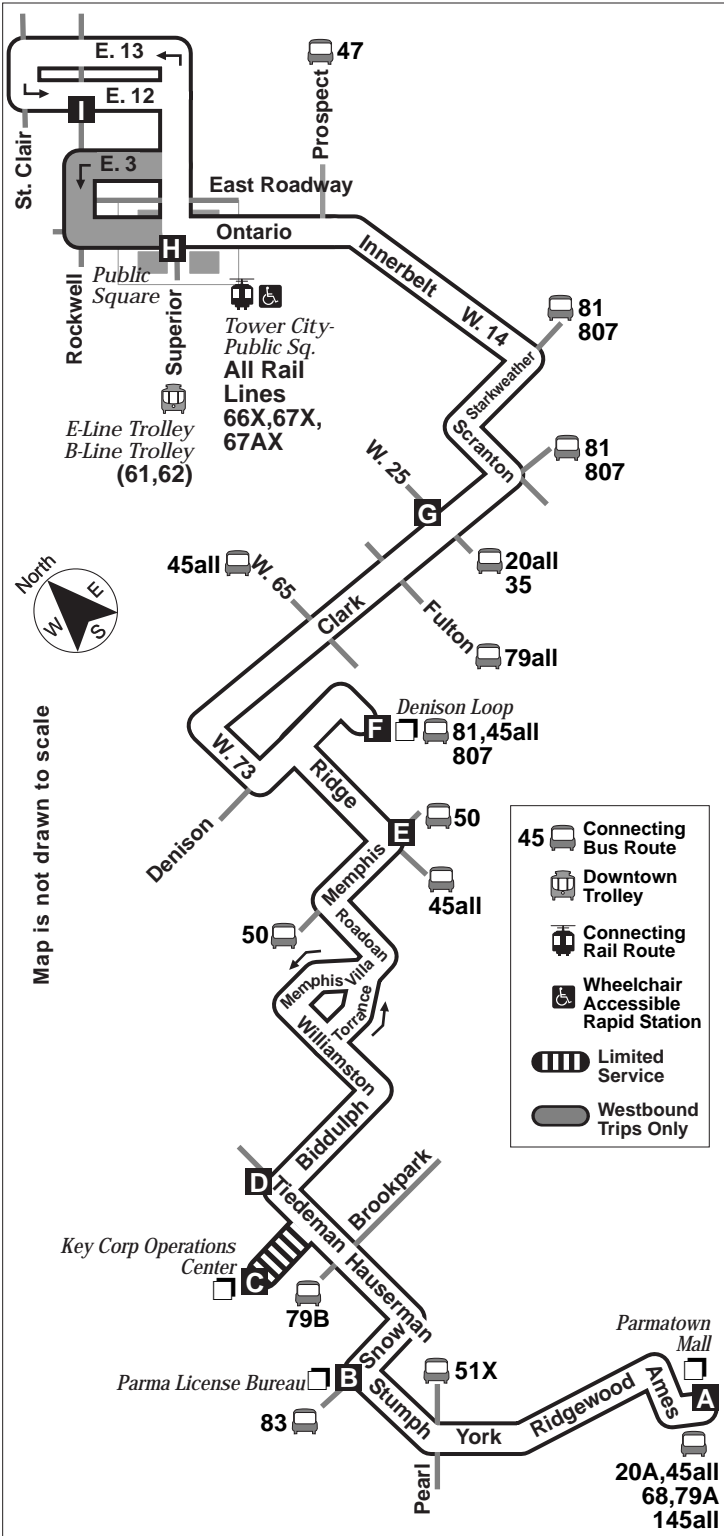 E. 13
E. 12
I
St. Clair
E. 3
47
Prospect
East Roadway
Ontario
H
Innerbelt
W. 14
Public
Square
Rockwell
Superior
Tower City-
Public Sq.
All Rail
Lines
66X,67X,
67AX
E-Line Trolley
B-Line Trolley
(61,62)
81
807
Starkweather
Scranton
81
807
W. 25
G
20all
35
45all
W. 65
Clark
Fulton
79all
North
E
W
S
Map is not drawn to scale
Denison Loop
F
81,45all
807
W. 73
Ridge
Denison
E
50
Memphis
45all
50
Roadoan
Memphis
Villa
Torrance
Williamston
Biddulph
D
Tiedeman
Brookpark
Key Corp Operations
Center
C
79B
Hauserman
Snow
Parma License Bureau
B
Stumph
83
51X
York
Pearl
Ridgewood
Ames
Parmatown
Mall
A
20A,45all
68,79A
145all
45
Connecting
Bus Route
Downtown
Trolley
Connecting
Rail Route
Wheelchair
Accessible
Rapid Station
Limited
Service
Westbound
Trips Only